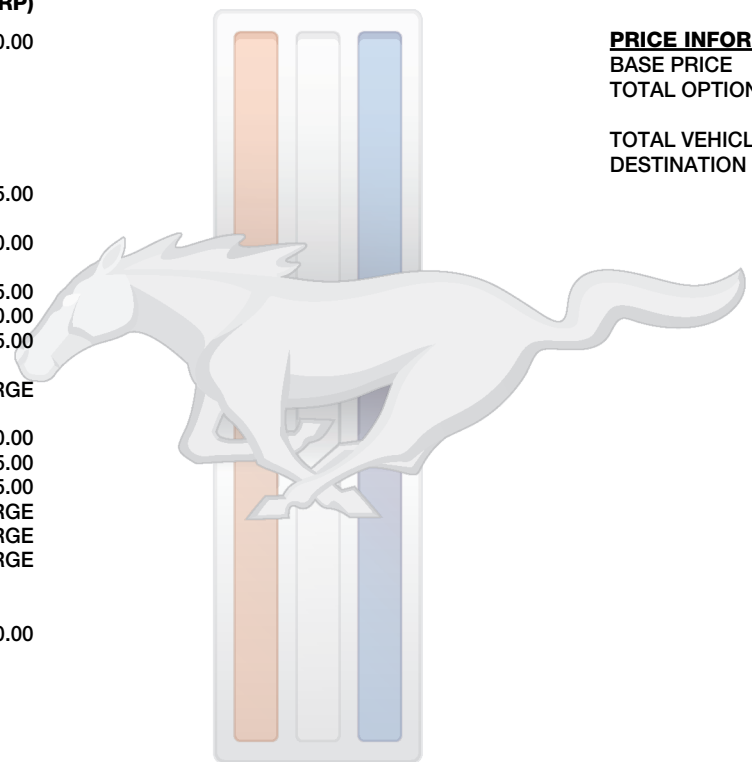 RP)
0.00
5.00
0.00
5.00
0.00
5.00
RGE
0.00
5.00
5.00
RGE
RGE
RGE
0.00
PRICE INFOR
BASE PRICE
TOTAL OPTION
TOTAL VEHICL
DESTINATION